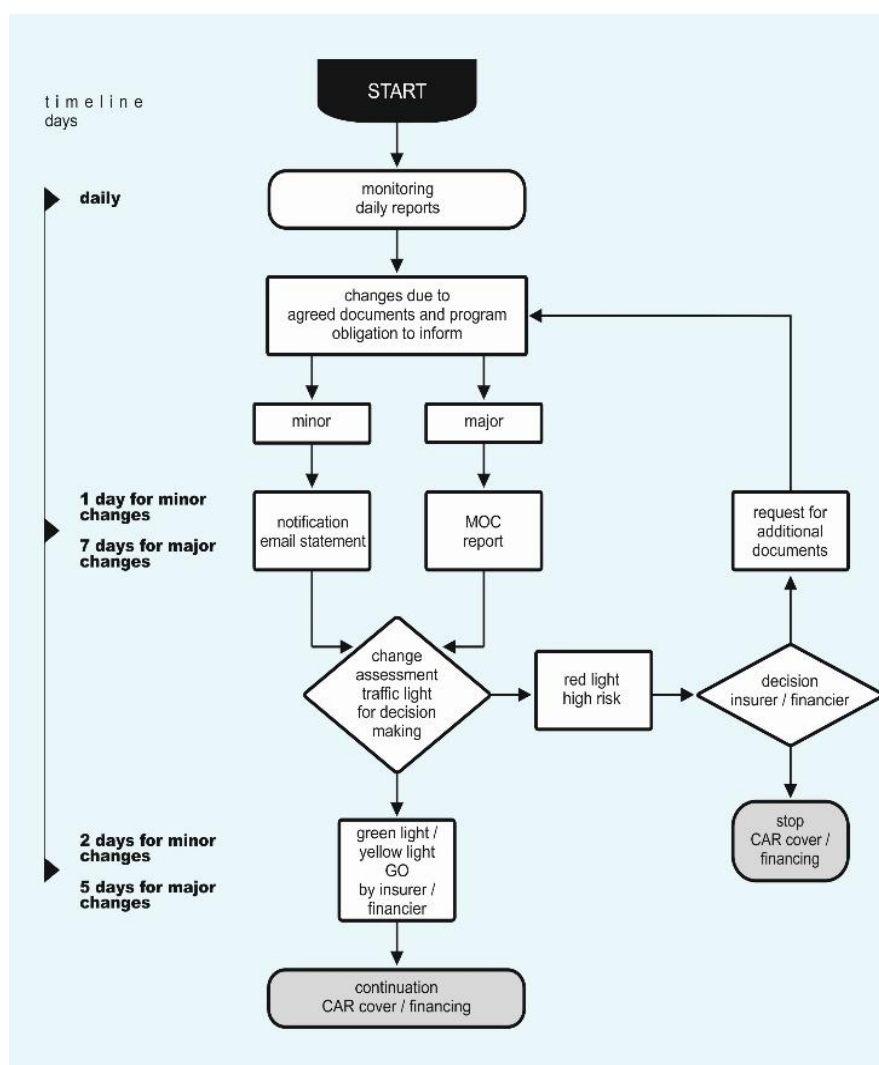 START
timeline
days
daily
monitoring
daily reports
changes due to
agreed documents and program
obligation to inform
minor
major
1 day for minor
changes
7 days for major
changes
notification
email statement
MOC
report
request for
additional
documents
change
assessment
traffic light
for decision
making
red light
high risk
decision
insurer / financier
2 days for minor
changes
5 days for major
changes
green light /
yellow light
GO
by insurer /
financier
stop
CAR cover /
financing
continuation
CAR cover / financing